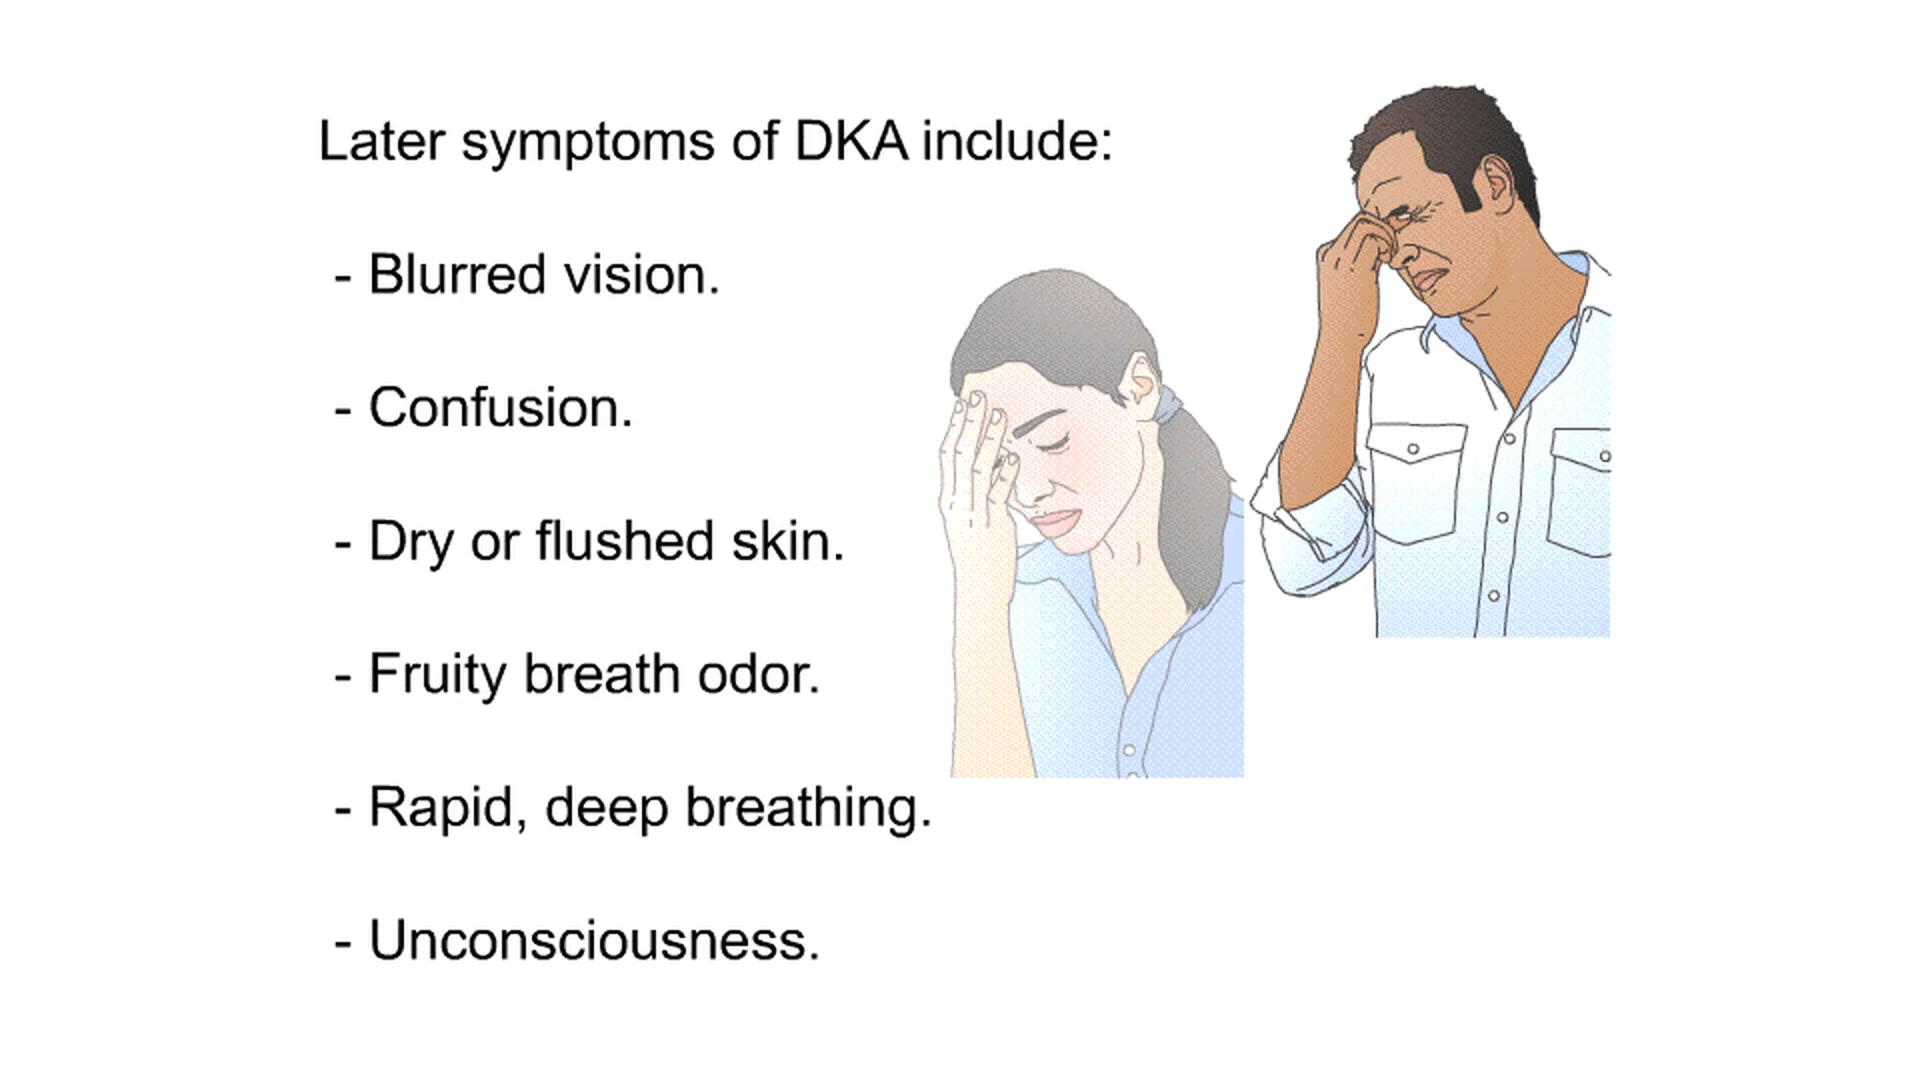 Later symptoms of DKA include:
- Blurred vision.
- Confusion.
- Dry or flushed skin.
- Fruity breath odor.
- Rapid, deep breathing.
- Unconsciousness.